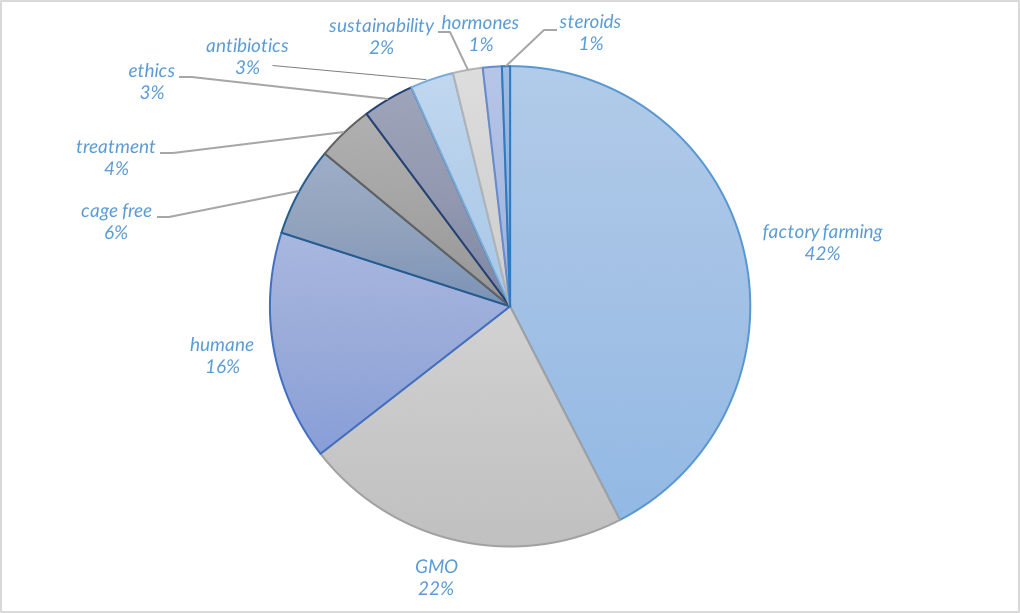 sustainability
2%
hormones
1%
steroids
1%
antibiotics
3%
ethics
3%
treatment
4%
cage free
6%
factory farming
42%
humane
16%
GMO
22%